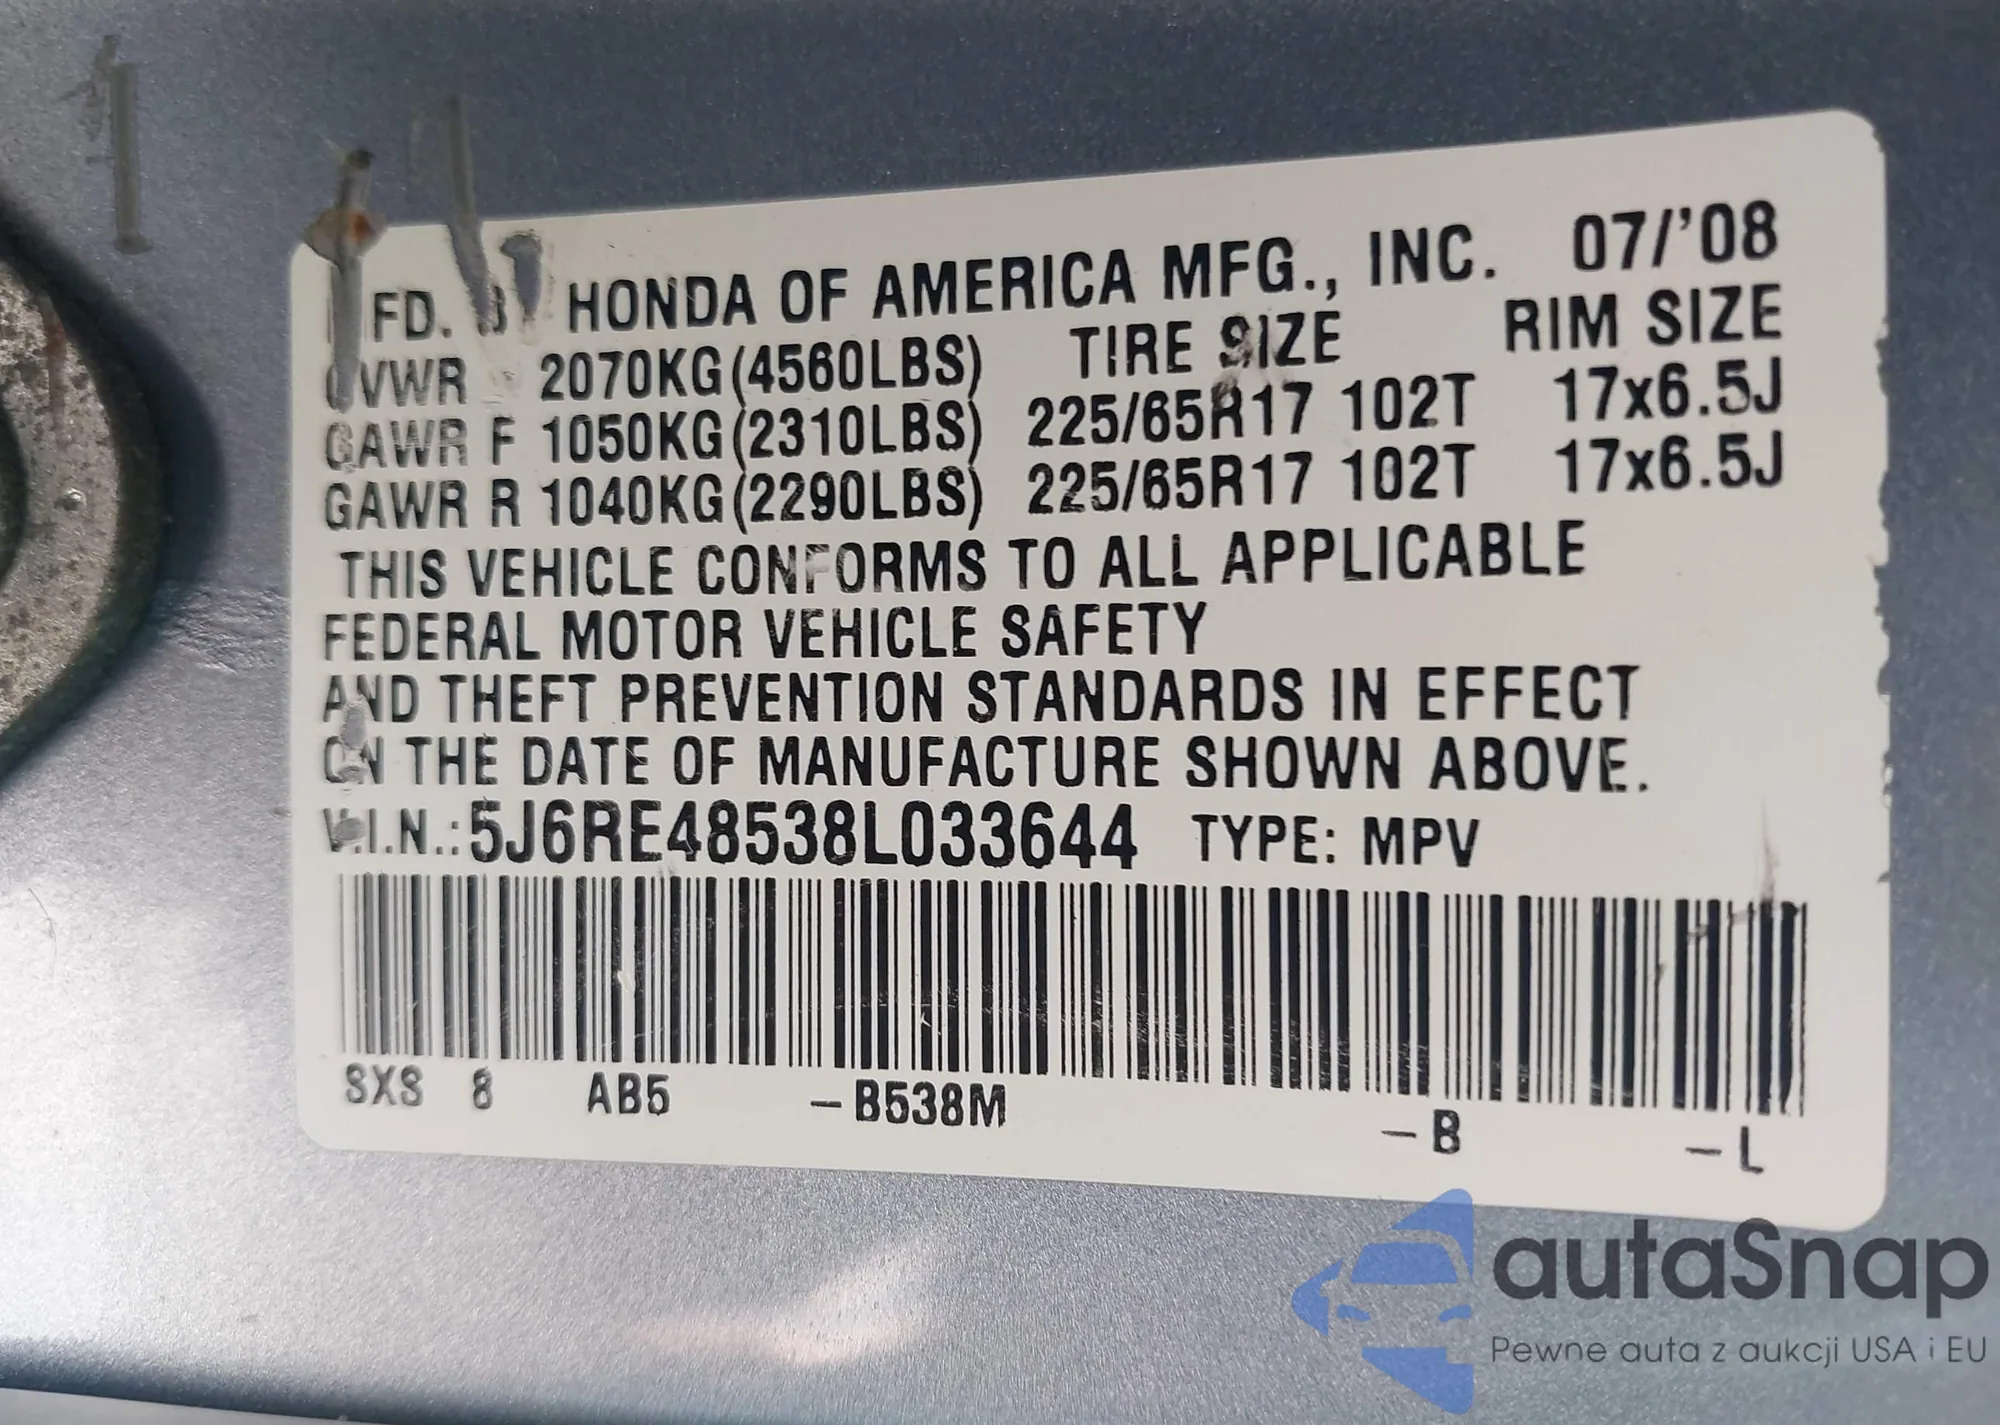 MFD. BY HONDA OF AMERICA MFG., INC. 07/'08
GVWR 2070KG(4560LBS) TIRE SIZE RIM SIZE
GAWR F 1050KG(2310LBS) 225/65R17 102T 17x6.5J
GAWR R 1040KG(2290LBS) 225/65R17 102T 17x6.5J
THIS VEHICLE CONFORMS TO ALL APPLICABLE
FEDERAL MOTOR VEHICLE SAFETY
AND THEFT PREVENTION STANDARDS IN EFFECT
ON THE DATE OF MANUFACTURE SHOWN ABOVE.
V.I.N.:5J6RE48538L033644 TYPE: MPV
SXS 8 AB5 -B538M -B -L
autaSnap
Pewne auta z aukcji USA i EU